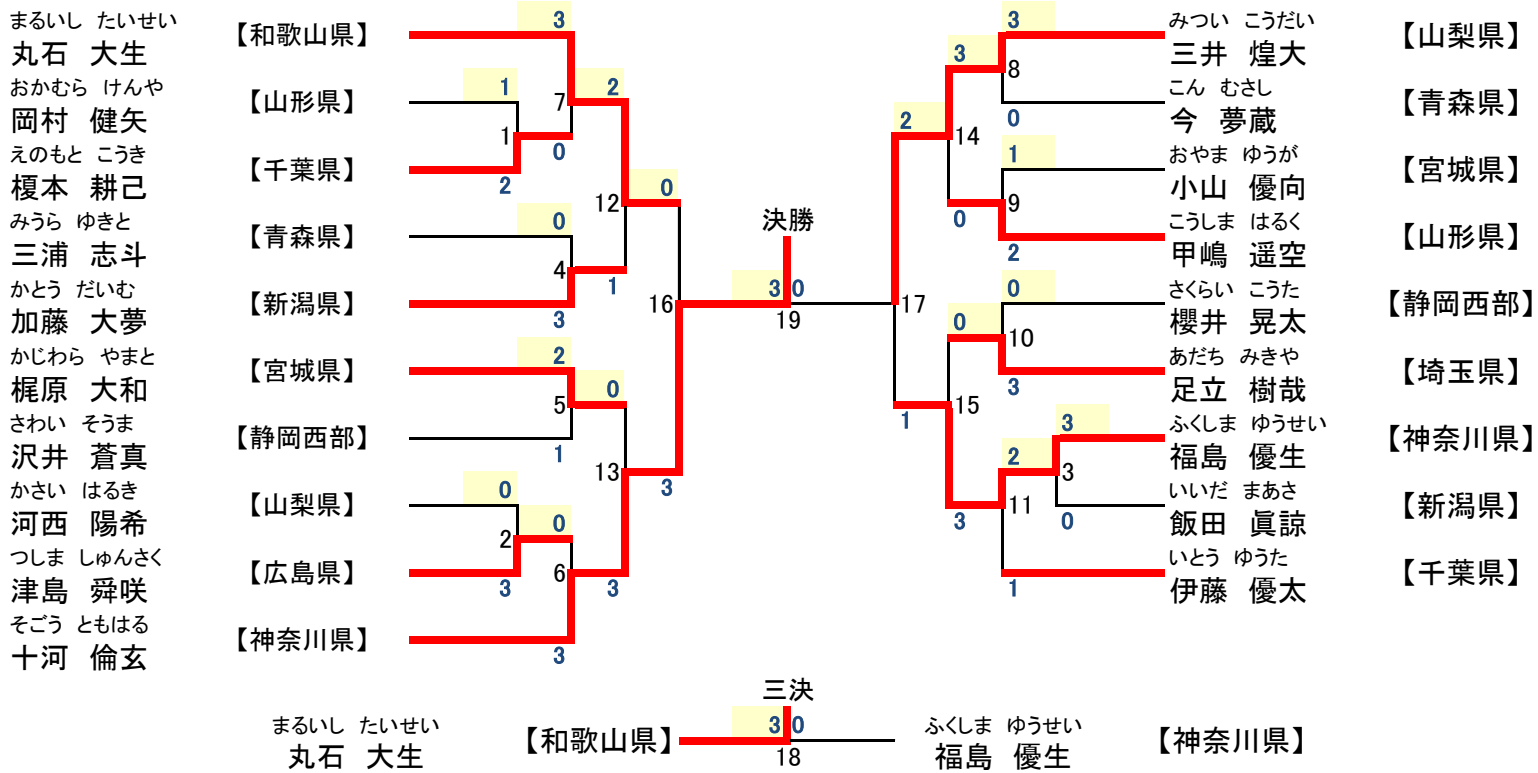 まるいし たいせい
丸石 大生 【和歌山県】
おかむら けんや
岡村 健矢 【山形県】
えのもと こうき
榎本 耕己 【千葉県】
みうら ゆきと
三浦 志斗 【青森県】
かとう だいむ
加藤 大夢 【新潟県】
かじわら やまと
梶原 大和 【宮城県】
さわい そうま
沢井 蒼真 【静岡西部】
かさい はるき
河西 陽希 【山梨県】
つしま しゅんさく
津島 舜咲 【広島県】
そごう ともはる
十河 倫玄 【神奈川県】
3
1
7
2
1
0
2
12
0
0
4
1
3
16
2
0
5
1
13
3
0
0
2
6
3
3
3
決勝
3 0
19
3
3
8
2
0
14
1
9
0
2
17
0
0
10
1
15
3
3
2
3
11
3
0
1
みつい こうだい
三井 煌大 【山梨県】
こん むさし
今 夢蔵 【青森県】
おやま ゆうが
小山 優向 【宮城県】
こうしま はるく
甲嶋 遥空 【山形県】
さくらい こうた
櫻井 晃太 【静岡西部】
あだち みきや
足立 樹哉 【埼玉県】
ふくしま ゆうせい
福島 優生 【神奈川県】
いいだ まあさ
飯田 眞諒 【新潟県】
いとう ゆうた
伊藤 優太 【千葉県】
三決
まるいし たいせい
丸石 大生 【和歌山県】
3 0
18
ふくしま ゆうせい
福島 優生 【神奈川県】